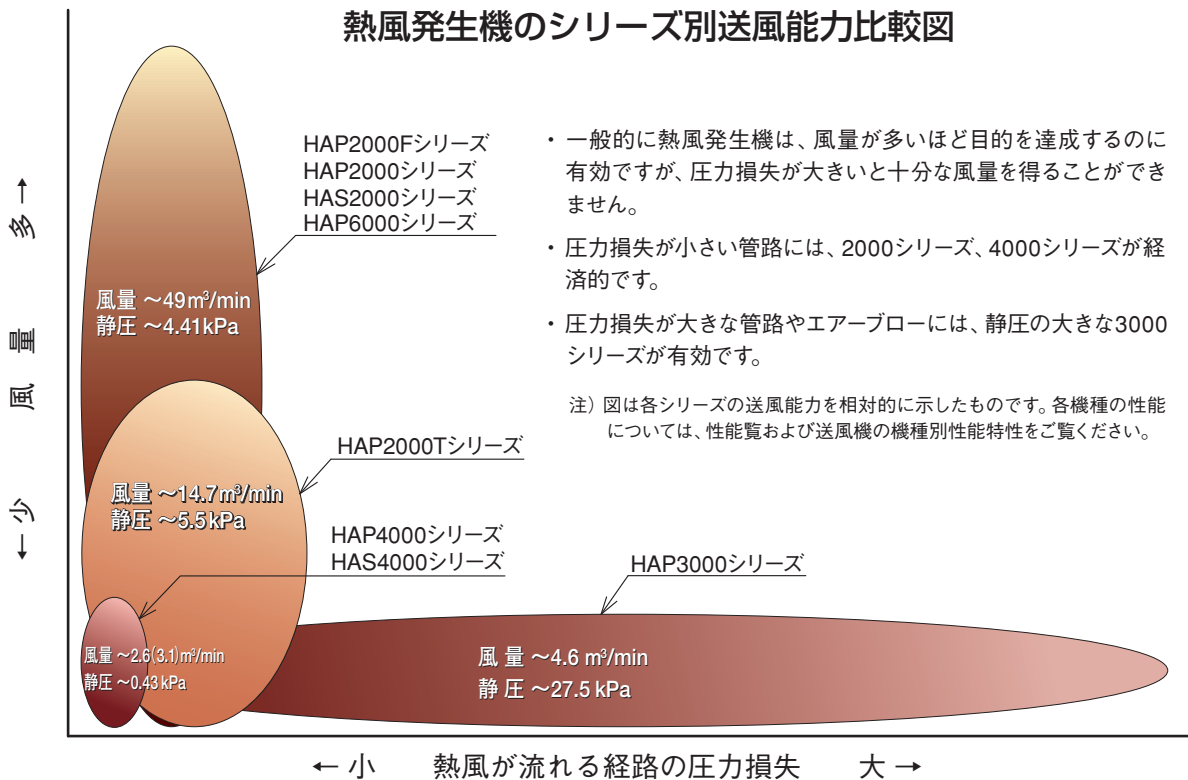 熱風発生機のシリーズ別送風能力比較図
HAP2000Fシリーズ
HAP2000シリーズ
HAS2000シリーズ
HAP6000シリーズ
・ 一般的に熱風発生機は、風量が多いほど目的を達成するのに
有効ですが、圧力損失が大きいと十分な風量を得ることができ
ません。
・ 圧力損失が小さい管路には、2000シリーズ、4000シリーズが経
済的です。
・ 圧力損失が大きな管路やエアーブローには、静圧の大きな3000
シリーズが有効です。
注） 図は各シリーズの送風能力を相対的に示したものです。各機種の性能
については、性能覧および送風機の機種別性能特性をご覧ください。
風量 ～49m³/min
静圧 ～4.41kPa
HAP2000Tシリーズ
風量 ～14.7m³/min
静圧 ～5.5kPa
HAP4000シリーズ
HAS4000シリーズ
HAP3000シリーズ
風量 ～2.6(3.1)m³/min
静圧 ～0.43kPa
風 量 ～4.6 m³/min
静 圧 ～27.5 kPa
← 少 風 量 多 →
← 小 熱風が流れる経路の圧力損失 大 →